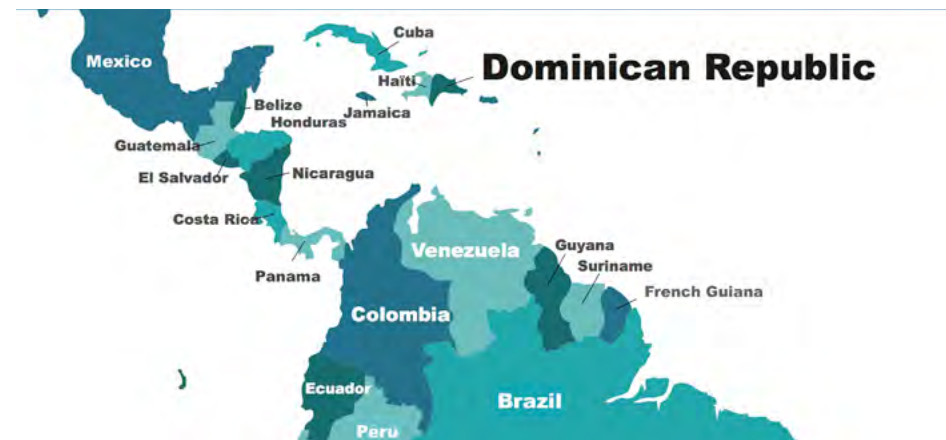 Cuba
Mexico
Dominican Republic
Haïti
Belize
Jamaica
Honduras
Guatemala
El Salvador
Nicaragua
Costa Rica
Venezuela
Guyana
Suriname
Panama
French Guiana
Colombia
Ecuador
Brazil
Peru